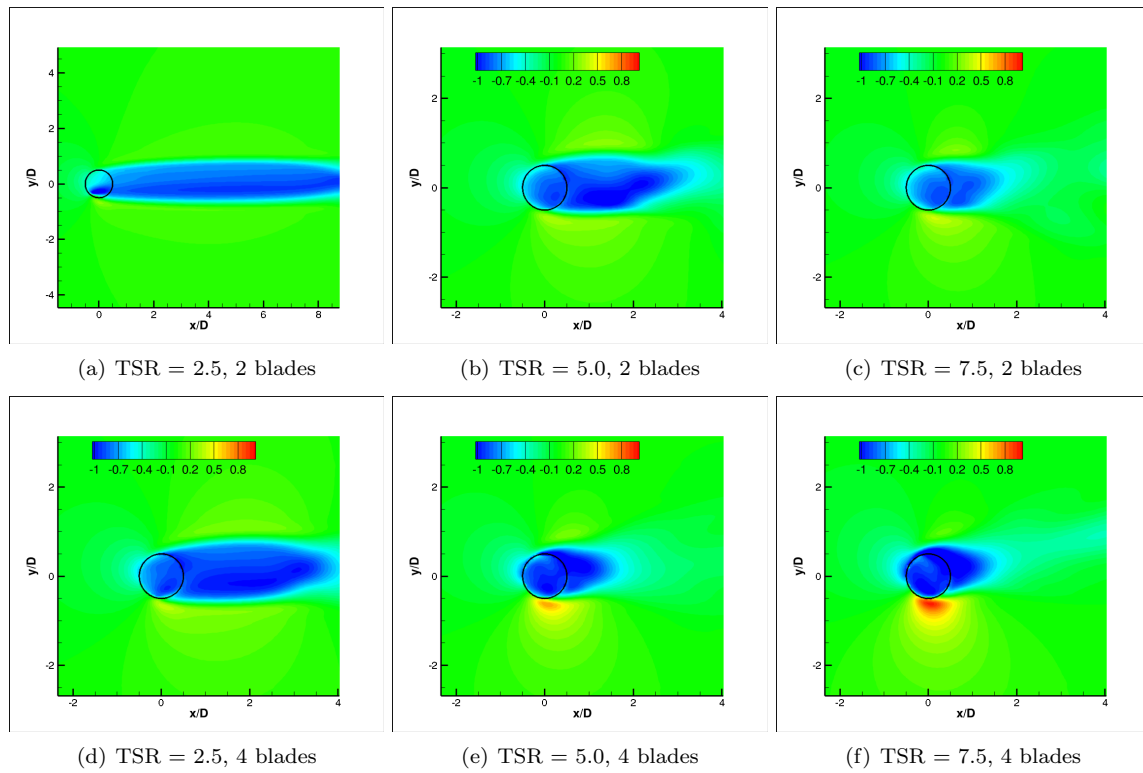 4
2
0
-2
-4
y/D
0
2
4
6
8
x/D
(a) TSR = 2.5, 2 blades
-1 -0.7 -0.4 -0.1 0.2 0.5 0.8
2
0
-2
y/D
-2
0
2
4
x/D
(b) TSR = 5.0, 2 blades
-1 -0.7 -0.4 -0.1 0.2 0.5 0.8
2
0
-2
y/D
-2
0
2
4
x/D
(c) TSR = 7.5, 2 blades
-1 -0.7 -0.4 -0.1 0.2 0.5 0.8
2
0
-2
y/D
-2
0
2
4
x/D
(d) TSR = 2.5, 4 blades
-1 -0.7 -0.4 -0.1 0.2 0.5 0.8
2
0
-2
y/D
-2
0
2
4
x/D
(e) TSR = 5.0, 4 blades
-1 -0.7 -0.4 -0.1 0.2 0.5 0.8
2
0
-2
y/D
-2
0
2
4
x/D
(f) TSR = 7.5, 4 blades